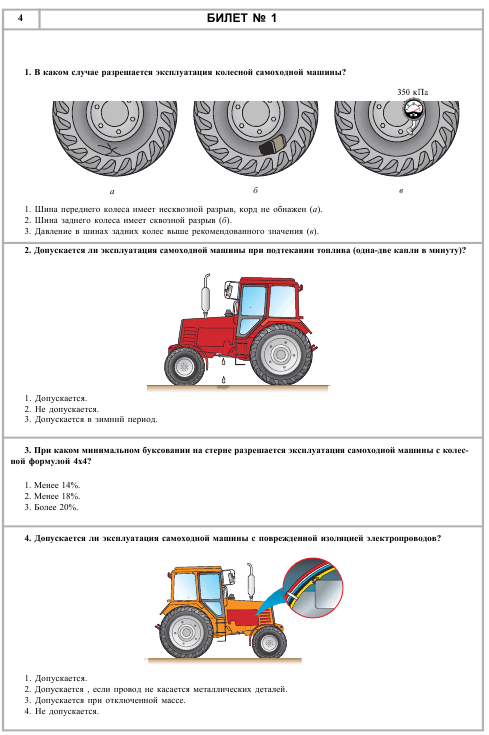 4
БИЛЕТ № 1
1. В каком случае разрешается эксплуатация колесной самоходной машины?
350 кПа
а
б
в
1. Шина переднего колеса имеет несквозной разрыв, корд не обнажен (а).
2. Шина заднего колеса имеет сквозной разрыв (б).
3. Давление в шинах задних колес выше рекомендованного значения (в).
2. Допускается ли эксплуатация самоходной машины при подтекании топлива (одна-две капли в минуту)?
1. Допускается.
2. Не допускается.
3. Допускается в зимний период.
3. При каком минимальном буксовании на стерне разрешается эксплуатация самоходной машины с колес-
ной формулой 4х4?
1. Менее 14%.
2. Менее 18%.
3. Более 20%.
4. Допускается ли эксплуатация самоходной машины с поврежденной изоляцией электропроводов?
1. Допускается.
2. Допускается , если провод не касается металлических деталей.
3. Допускается при отключенной массе.
4. Не допускается.